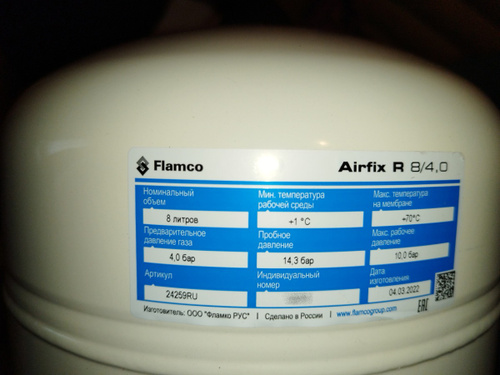 Flamco Airfix R 8/4,0
Номинальный объем Мин. температура рабочей среды Макс. температура на мембране
8 литров +1 °C +70°C
Предварительное давление газа Пробное давление Макс. рабочее давление
4,0 бар 14,3 бар 10,0 бар
Артикул Индивидуальный номер Дата изготовления
24259RU 04.03.2022
EAC
Изготовитель: ООО "Фламко РУС" | Сделано в России | www.flamcogroup.com